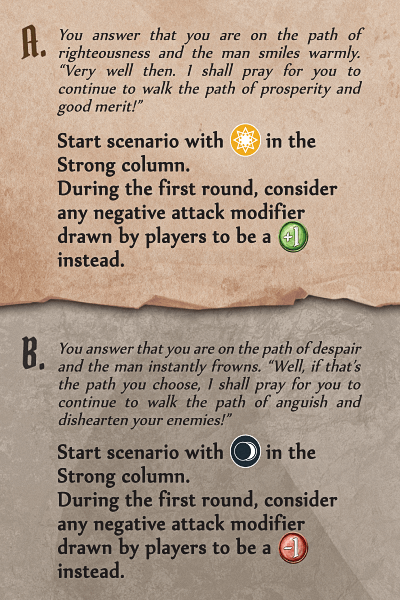 A.
You answer that you are on the path of
righteousness and the man smiles warmly.
“Very well then. I shall pray for you to
continue to walk the path of prosperity and
good merit!”
Start scenario with in the
Strong column.
During the first round, consider
any negative attack modifier
drawn by players to be a +1
instead.
B.
You answer that you are on the path of despair
and the man instantly frowns. “Well, if that’s
the path you choose, I shall pray for you to
continue to walk the path of anguish and
dishearten your enemies!”
Start scenario with in the
Strong column.
During the first round, consider
any negative attack modifier
drawn by players to be a -1
instead.